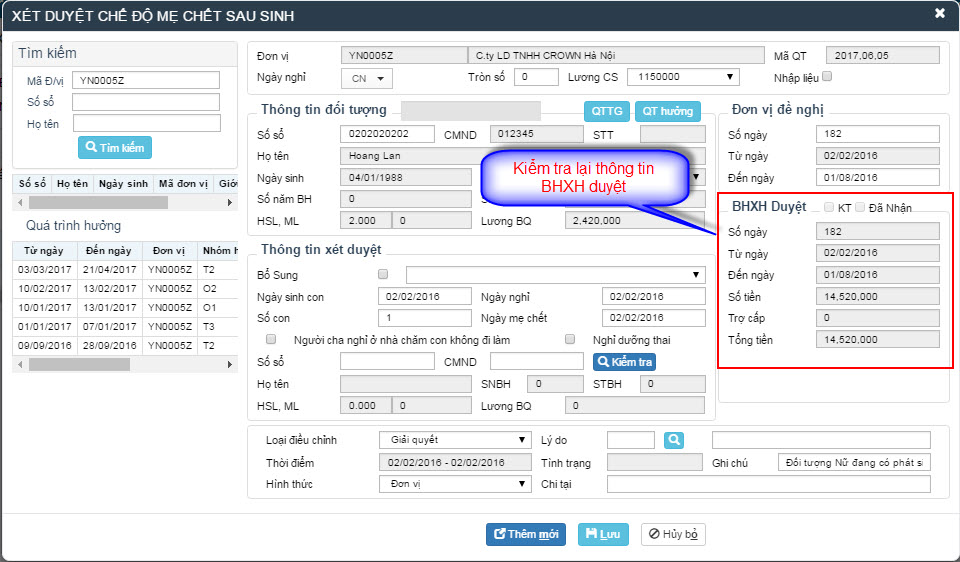 XÉT DUYỆT CHẾ ĐỘ MẸ CHẾT SAU SINH
Tìm kiếm
Mã Đ/vị YN0005Z
Số sổ
Họ tên
Tìm kiếm
Số sổ Họ tên Ngày sinh Mã đơn vị Giới
Quá trình hưởng
Từ ngày Đến ngày Đơn vị Nhóm h
03/03/2017 21/04/2017 YN0005Z T2
10/02/2017 13/02/2017 YN0005Z O2
10/01/2017 13/01/2017 YN0005Z O1
01/01/2017 07/01/2017 YN0005Z T3
09/09/2016 28/09/2016 YN0005Z T2
Đơn vị YN0005Z C.ty LD TNHH CROWN Hà Nội Mã QT 2017,06,05
Ngày nghỉ CN Tròn số 0 Lương CS 1150000 Nhập liệu
Thông tin đối tượng QTTG QT hưởng
Số sổ 0202020202 CMND 012345 STT
Họ tên Hoang Lan
Ngày sinh 04/01/1988
Số năm BH 0
HSL, ML 2.000 0 Lương BQ 2,420,000
Kiểm tra lại thông tin
BHXH duyệt
Thông tin xét duyệt
Bổ Sung
Ngày sinh con 02/02/2016 Ngày nghỉ 02/02/2016
Số con 1 Ngày mẹ chết 02/02/2016
Người cha nghỉ ở nhà chăm con không đi làm Nghỉ dưỡng thai
Số sổ CMND Kiểm tra
Họ tên SNBH 0 STBH 0
HSL, ML 0.000 0 Lương BQ 0
Đơn vị đề nghị
Số ngày 182
Từ ngày 02/02/2016
Đến ngày 01/08/2016
BHXH Duyệt KT Đã Nhận
Số ngày 182
Từ ngày 02/02/2016
Đến ngày 01/08/2016
Số tiền 14,520,000
Trợ cấp 0
Tổng tiền 14,520,000
Loại điều chỉnh Giải quyết Lý do
Thời điểm 02/02/2016 - 02/02/2016 Tình trạng Ghi chú Đối tượng Nữ đang có phát si
Hình thức Đơn vị Chi tại
Thêm mới Lưu Hủy bỏ